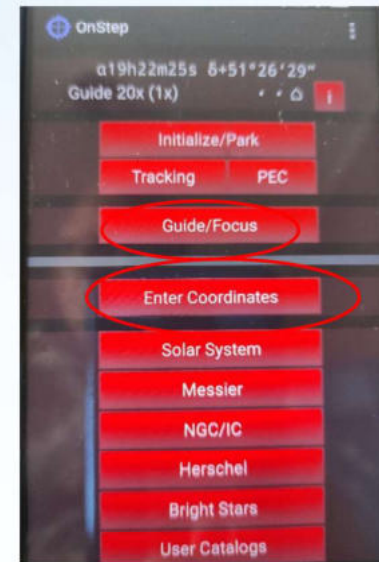 OnStep
α19h22m25s δ+51°26'29"
Guide 20x (1x)
i
Initialize/Park
Tracking PEC
Guide/Focus
Enter Coordinates
Solar System
Messier
NGC/IC
Herschel
Bright Stars
User Catalogs